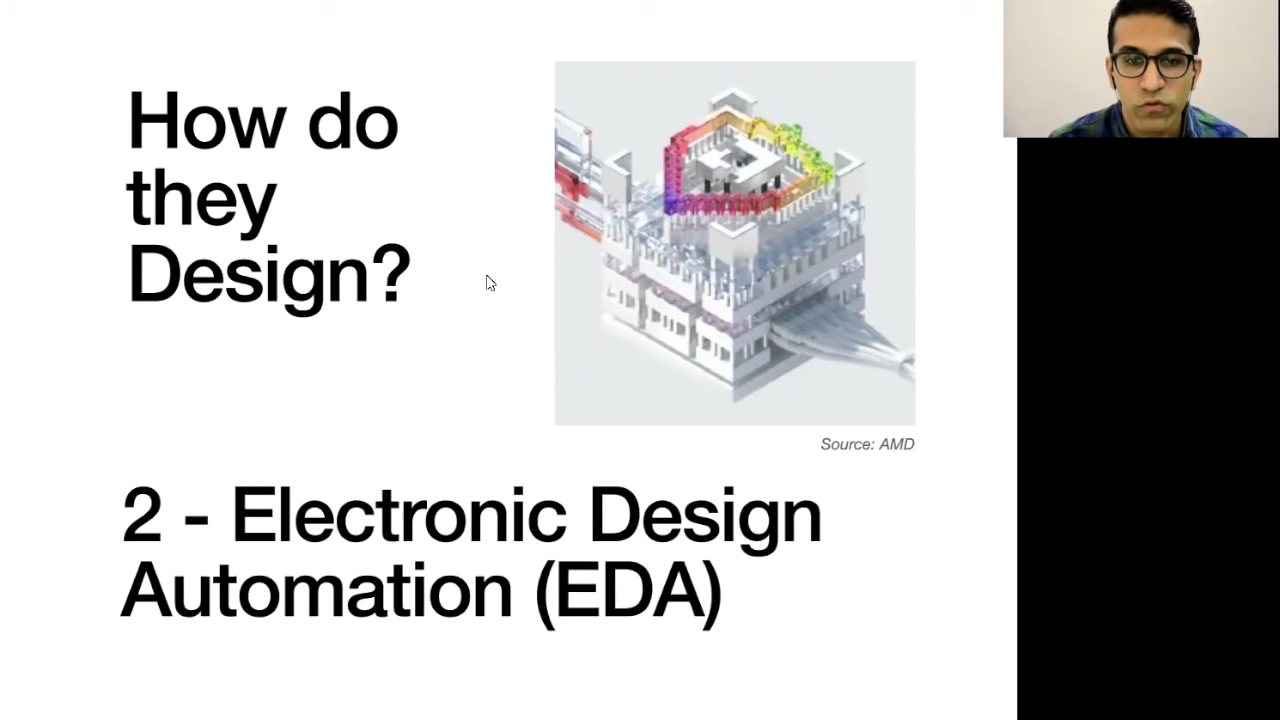 How do
they
Design?
Source: AMD
2 - Electronic Design
Automation (EDA)